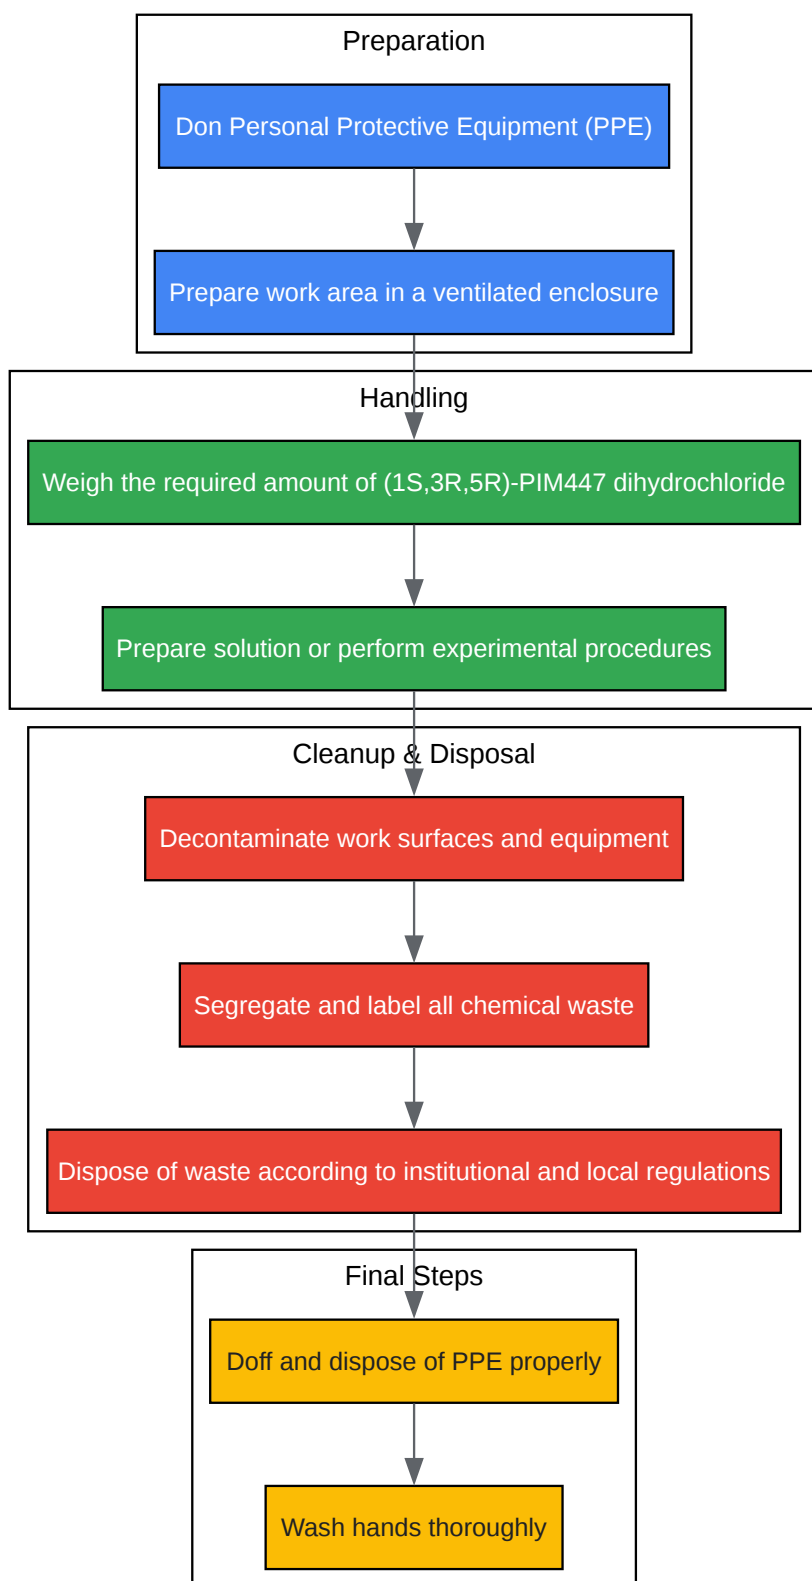 Preparation
Don Personal Protective Equipment (PPE)
Prepare work area in a ventilated enclosure
Handling
Weigh the required amount of (1S,3R,5R)-PIM447 dihydrochloride
Prepare solution or perform experimental procedures
Cleanup & Disposal
Decontaminate work surfaces and equipment
Segregate and label all chemical waste
Dispose of waste according to institutional and local regulations
Final Steps
Doff and dispose of PPE properly
Wash hands thoroughly